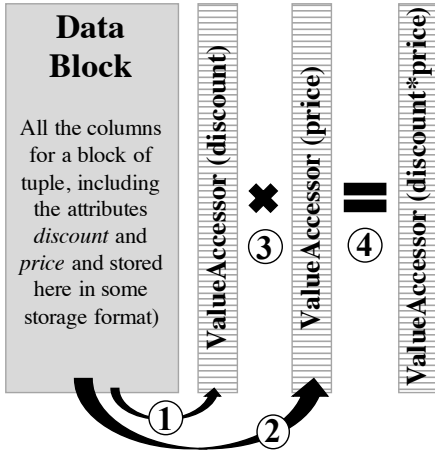 Data
Block
All the columns
for a block of
tuple, including
the attributes
discount and
price and stored
here in some
storage format)
ValueAccessor (discount)
✖
③
ValueAccessor (price)
=
④
ValueAccessor (discount*price)
①
②